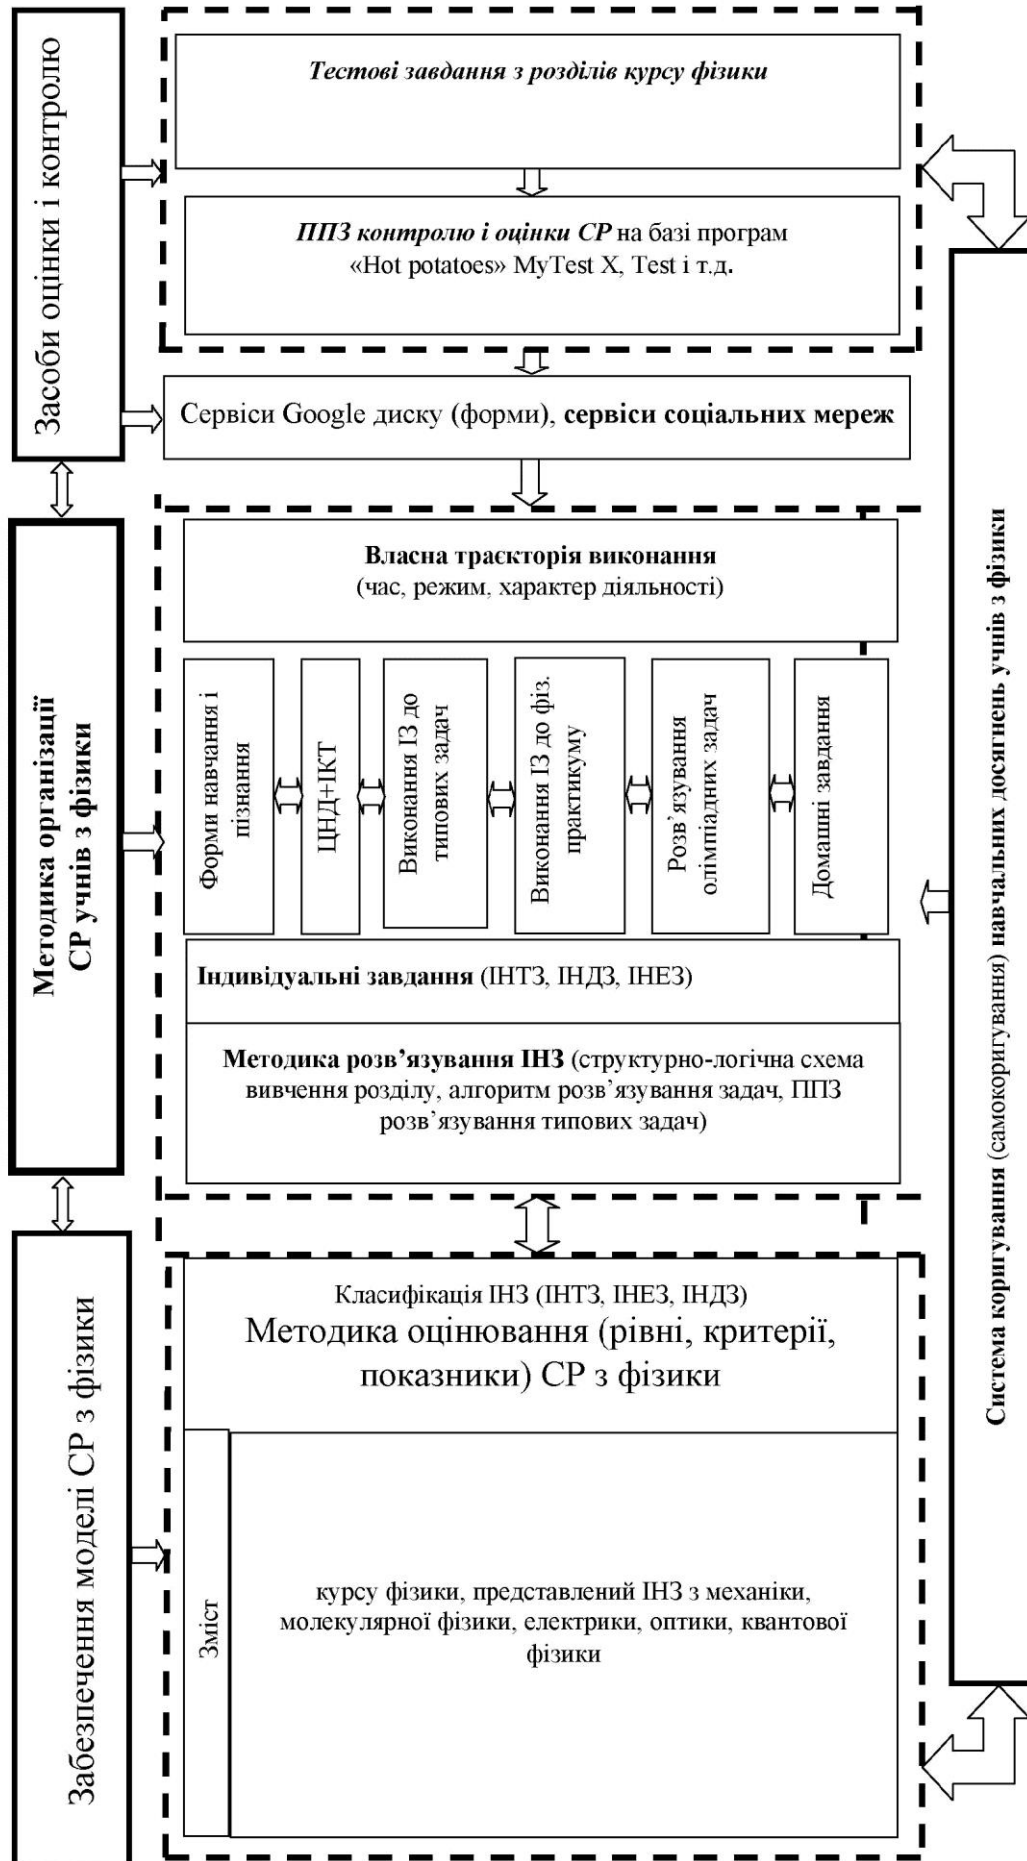 Засоби оцінки і контролю
Тестові завдання з розділів курсу фізики
ППЗ контролю і оцінки СР на базі програм
«Hot potatoes» MyTest X, Test і т.д.
Сервіси Google диску (форми), сервіси соціальних мереж
Методика організації
СР учнів з фізики
Власна траєкторія виконання
(час, режим, характер діяльності)
Форми навчання і
пізнання
ЦНД+ІКТ
Виконання ІЗ до
типових задач
Виконання ІЗ до фіз.
практикуму
Розв’язування
олімпіадних задач
Домашні завдання
Індивідуальні завдання (ІНТЗ, ІНДЗ, ІНЕЗ)
Методика розв’язування ІНЗ (структурно-логічна схема
вивчення розділу, алгоритм розв’язування задач, ППЗ
розв’язування типових задач)
Забезпечення моделі СР з фізики
Класифікація ІНЗ (ІНТЗ, ІНЕЗ, ІНДЗ)
Методика оцінювання (рівні, критерії,
показники) СР з фізики
Зміст
курсу фізики, представлений ІНЗ з механіки,
молекулярної фізики, електрики, оптики, квантової
фізики
Система коригування (самокоригування) навчальних досягнень учнів з фізики